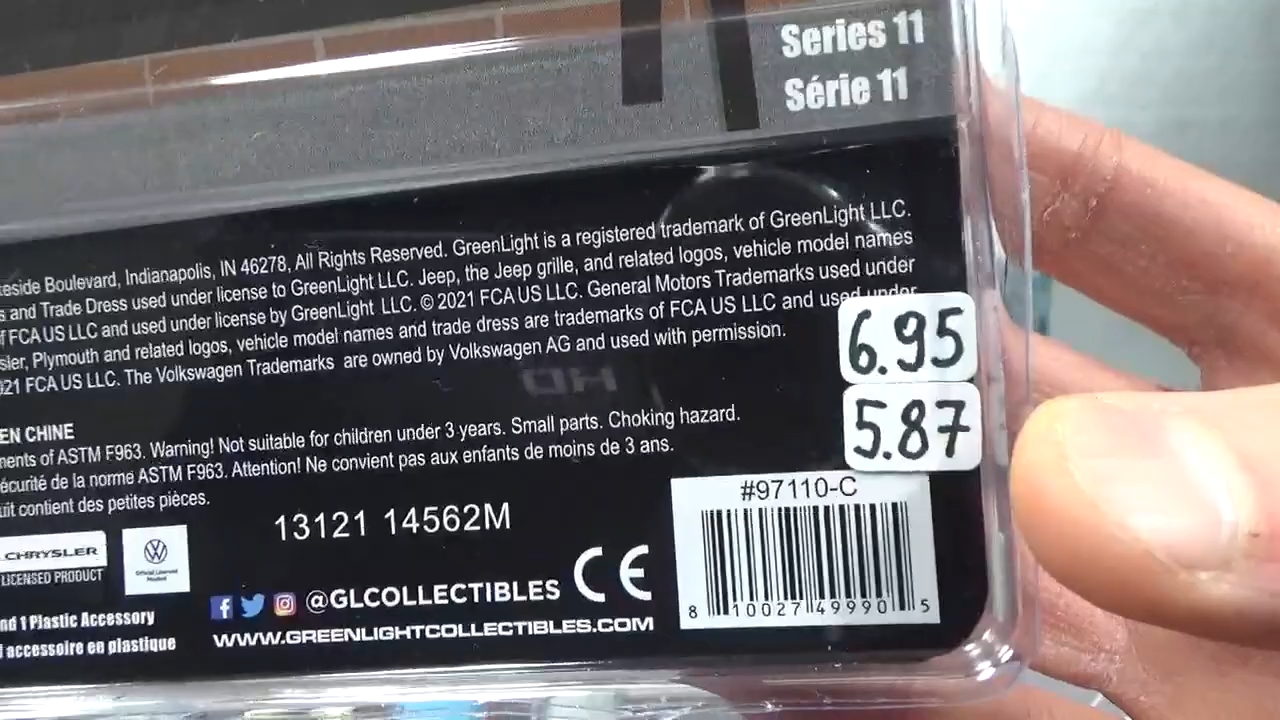 Series 11
Série 11
eside Boulevard, Indianapolis, IN 46278, All Rights Reserved. GreenLight is a registered trademark of GreenLight LLC.
s and Trade Dress used under license to GreenLight LLC. Jeep, the Jeep grille, and related logos, vehicle model names
f FCA US LLC and used under license by GreenLight LLC. © 2021 FCA US LLC. General Motors Trademarks used under
sler, Plymouth and related logos, vehicle model names and trade dress are trademarks of FCA US LLC and used under
021 FCA US LLC. The Volkswagen Trademarks are owned by Volkswagen AG and used with permission.
6.95
5.87
EN CHINE
ments of ASTM F963. Warning! Not suitable for children under 3 years. Small parts. Choking hazard.
écurité de la norme ASTM F963. Attention! Ne convient pas aux enfants de moins de 3 ans.
uit contient des petites pièces.
#97110-C
13121 14562M
CHRYSLER
LICENSED PRODUCT
CE
@GLCOLLECTIBLES
8 10027 49990 5
nd 1 Plastic Accessory
WWW.GREENLIGHTCOLLECTIBLES.COM
1 accessoire en plastique